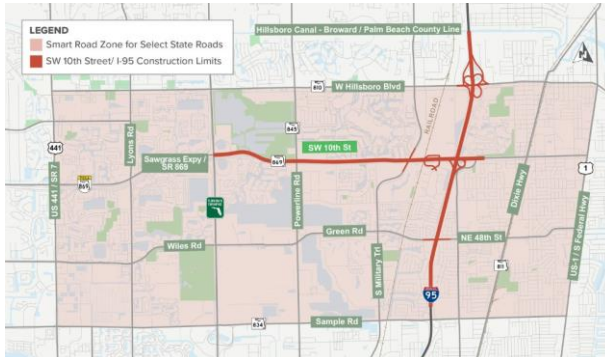 Hillsboro Canal - Broward / Palm Beach County Line
LEGEND
Smart Road Zone for Select State Roads
SW 10th Street/ I-95 Construction Limits
810
W Hillsboro Blvd
441
US 441 / SR 7
Lyons Rd
845
RAILROAD
SW 10th St
Sawgrass Expy /
SR 869
869
869
Powerline Rd
1
Dixie Hwy
US-1 / S Federal Hwy
Green Rd
NE 48th St
Wiles Rd
S Military Trl
811
95
834
Sample Rd